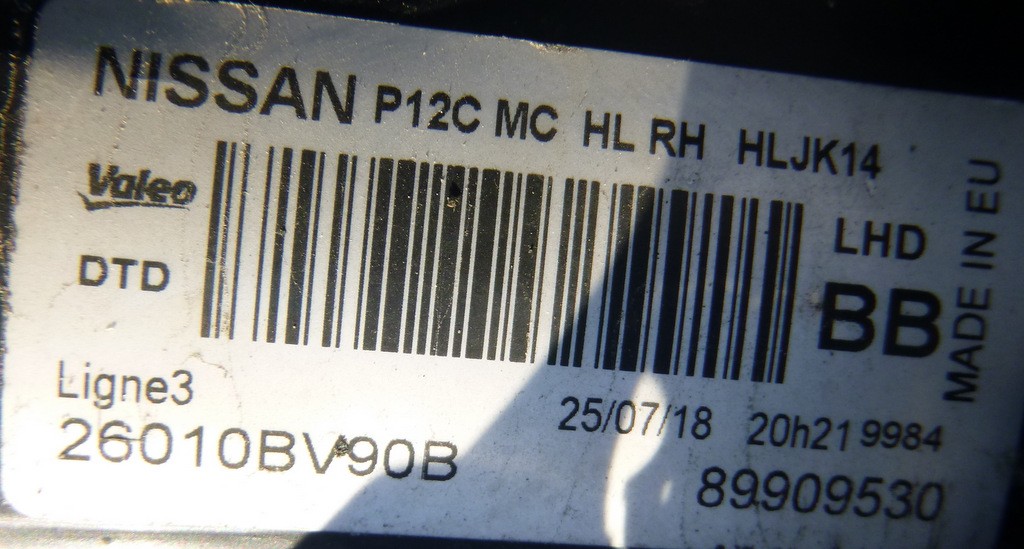 NISSAN P12C MC HL RH HLJK14
Valeo
DTD
LHD
BB
MADE IN EU
Ligne3
25/07/18 20h21 9984
26010BV90B
89909530